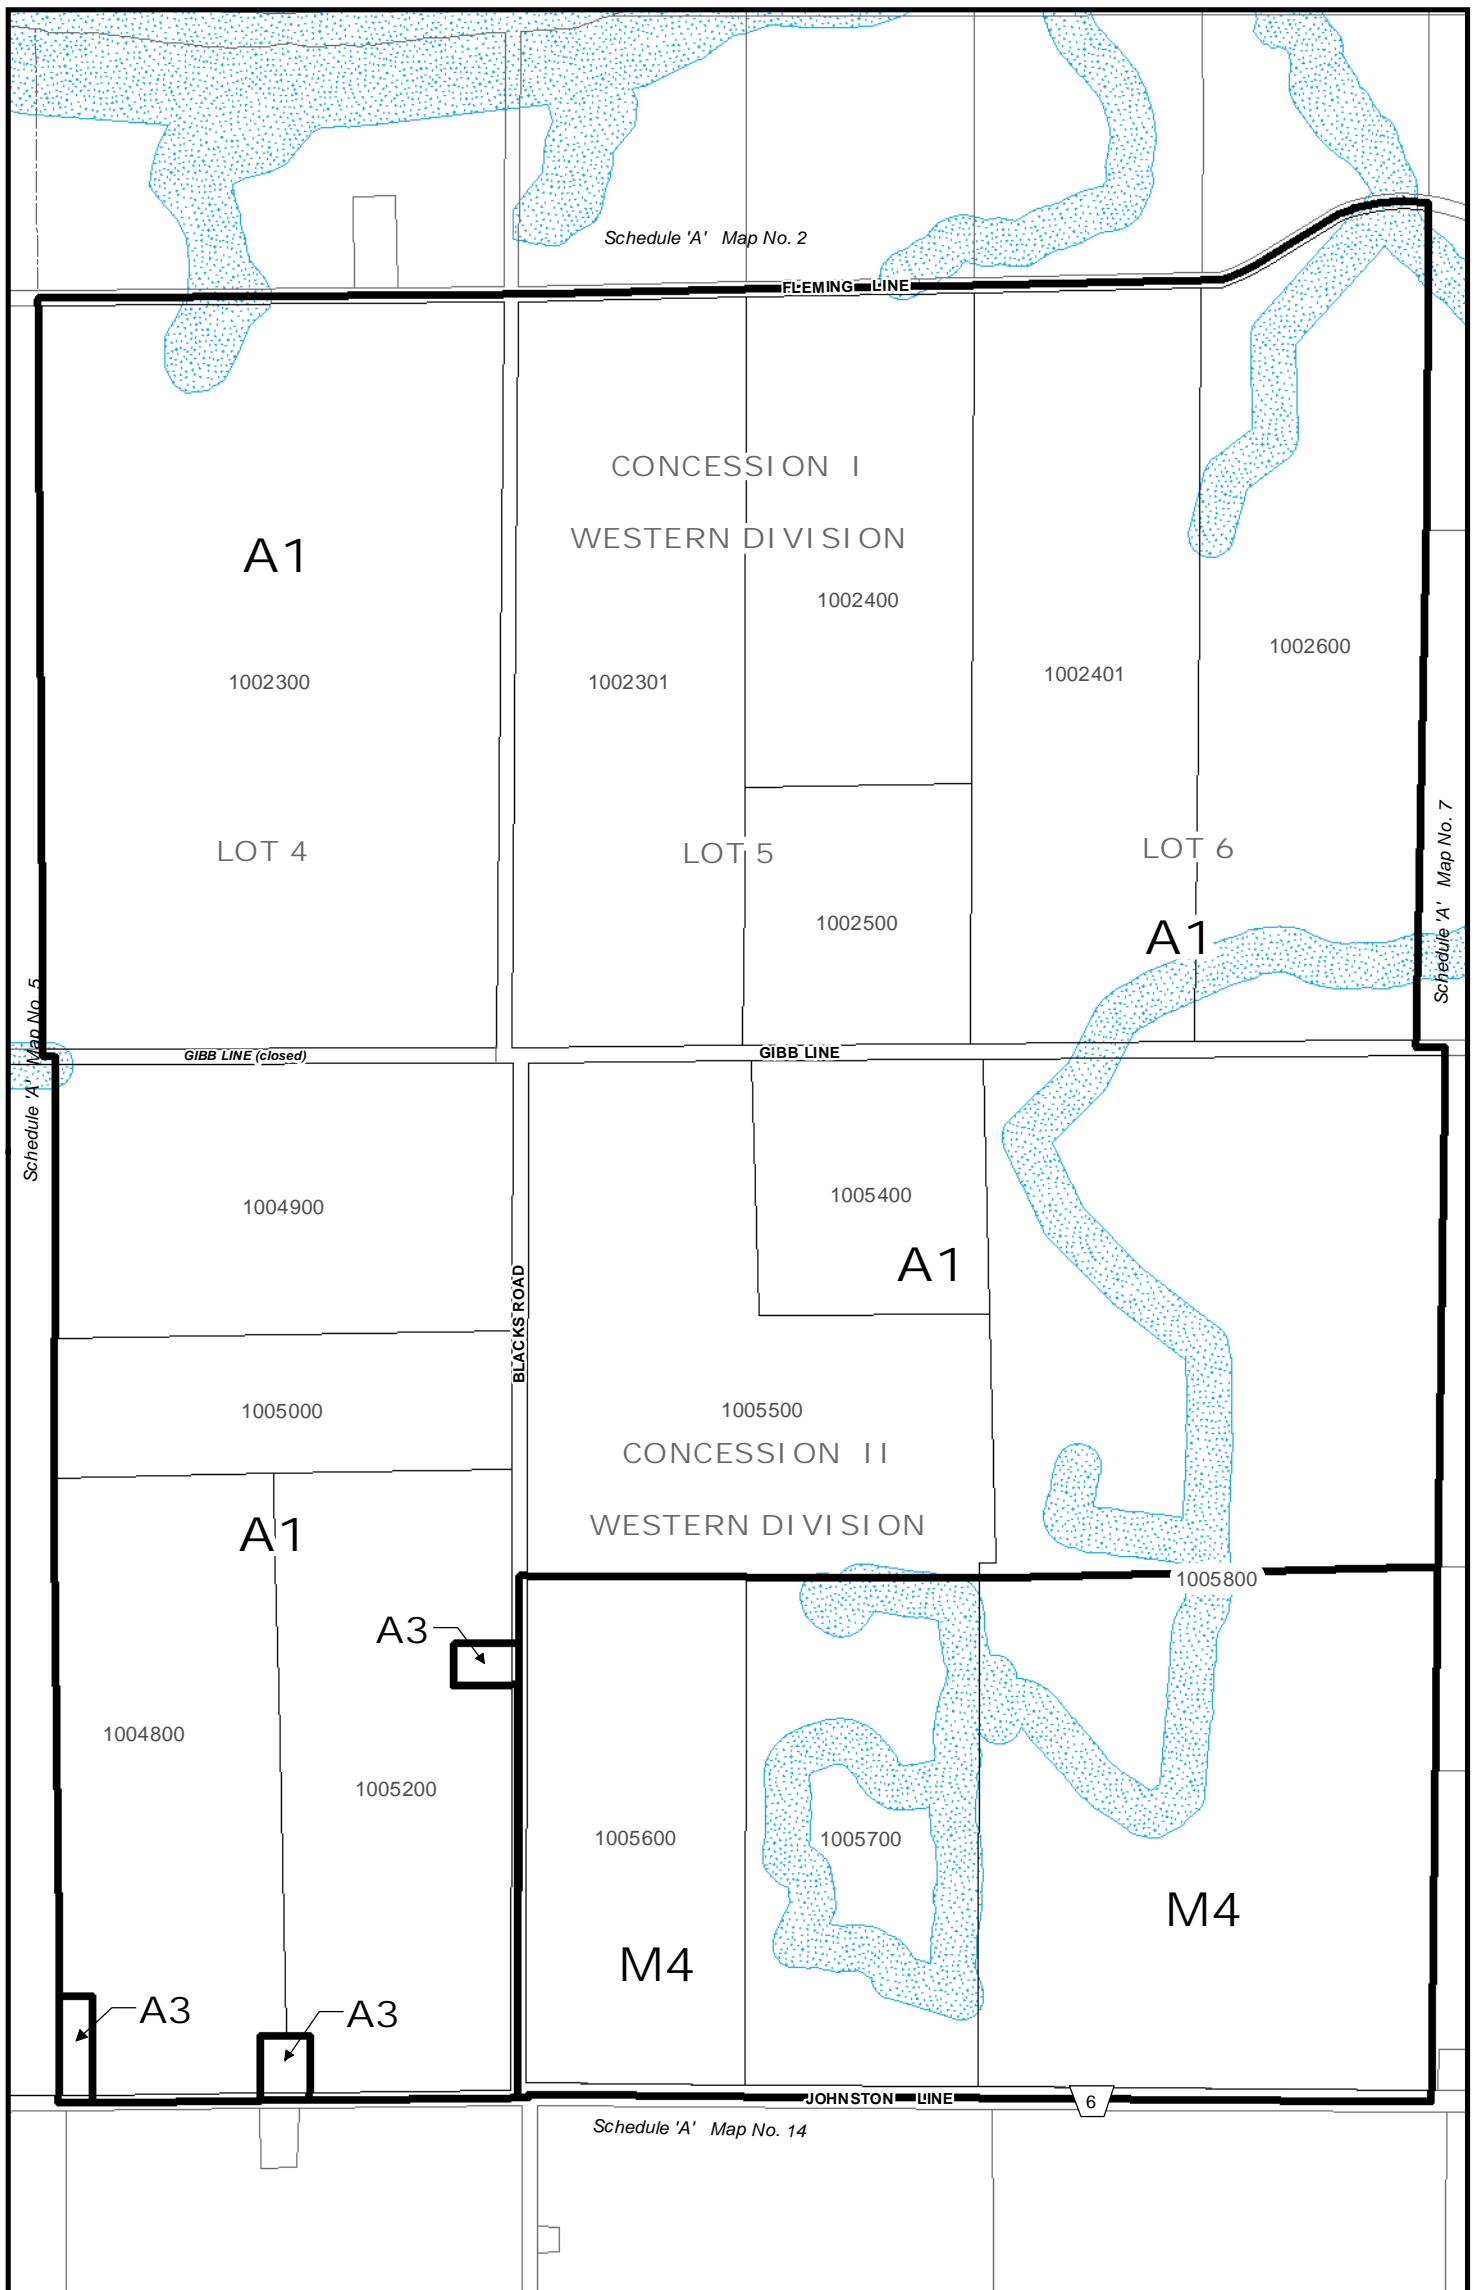 Schedule 'A' Map No. 2
FLEMING LINE
CONCESSION I
WESTERN DIVISION
A1
1002400
1002600
1002401
1002300
1002301
LOT 4
LOT 5
LOT 6
1002500
A1
Schedule 'A' Map No. 7
Schedule 'A' Map No. 5
GIBB LINE (closed)
GIBB LINE
1004900
1005400
A1
BLACKS ROAD
1005000
1005500
CONCESSION II
WESTERN DIVISION
A1
1005800
A3
1004800
1005200
1005600
1005700
M4
M4
A3
A3
JOHNSTON LINE
6
Schedule 'A' Map No. 14